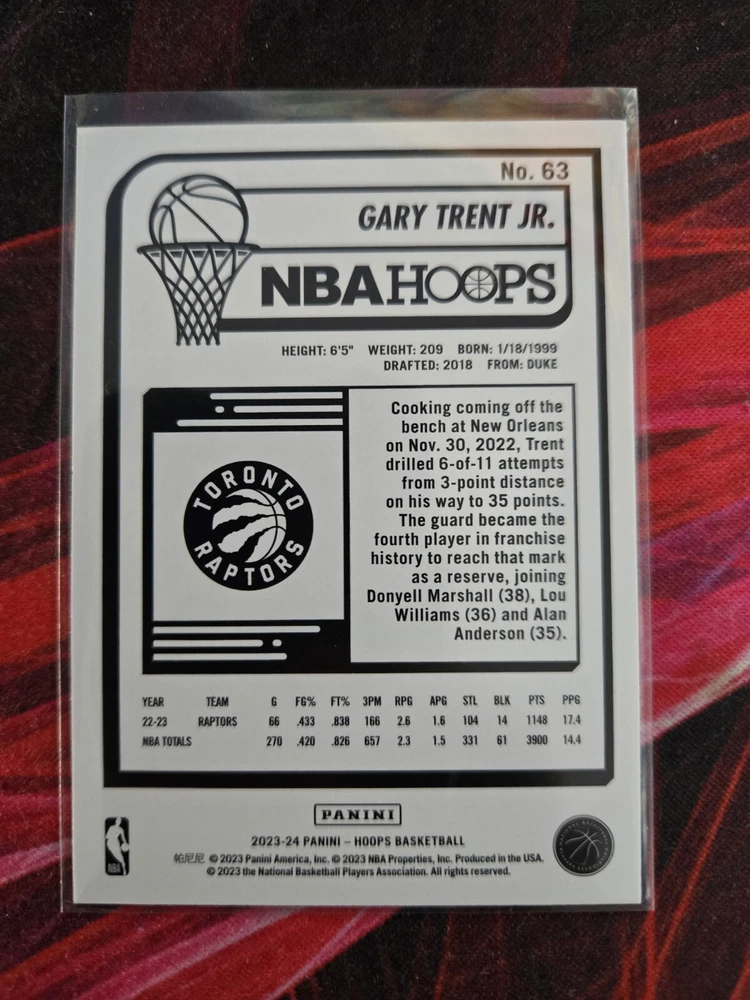 No. 63
GARY TRENT JR.
NBA HOOPS
HEIGHT: 6'5" WEIGHT: 209 BORN: 1/18/1999
DRAFTED: 2018 FROM: DUKE
TORONTO
RAPTORS
Cooking coming off the
bench at New Orleans
on Nov. 30, 2022, Trent
drilled 6-of-11 attempts
from 3-point distance
on his way to 35 points.
The guard became the
fourth player in franchise
history to reach that mark
as a reserve, joining
Donyell Marshall (38), Lou
Williams (36) and Alan
Anderson (35).
YEAR TEAM G FG% FT% 3PM RPG APG STL BLK PTS PPG
22-23 RAPTORS 66 .433 .838 166 2.6 1.6 104 14 1148 17.4
NBA TOTALS 270 .420 .826 657 2.3 1.5 331 61 3900 14.4
PANINI
2023-24 PANINI – HOOPS BASKETBALL
帕尼尼 © 2023 Panini America, Inc. © 2023 NBA Properties, Inc. Produced in the USA.
© 2023 the National Basketball Players Association. All rights reserved.
NBA